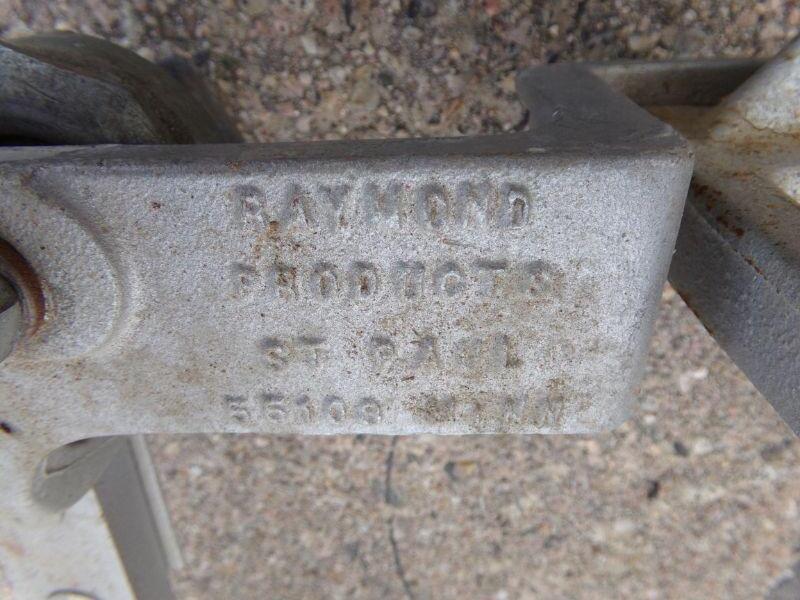 RAYMOND
PRODUCTS
ST PAUL
55103 MINN